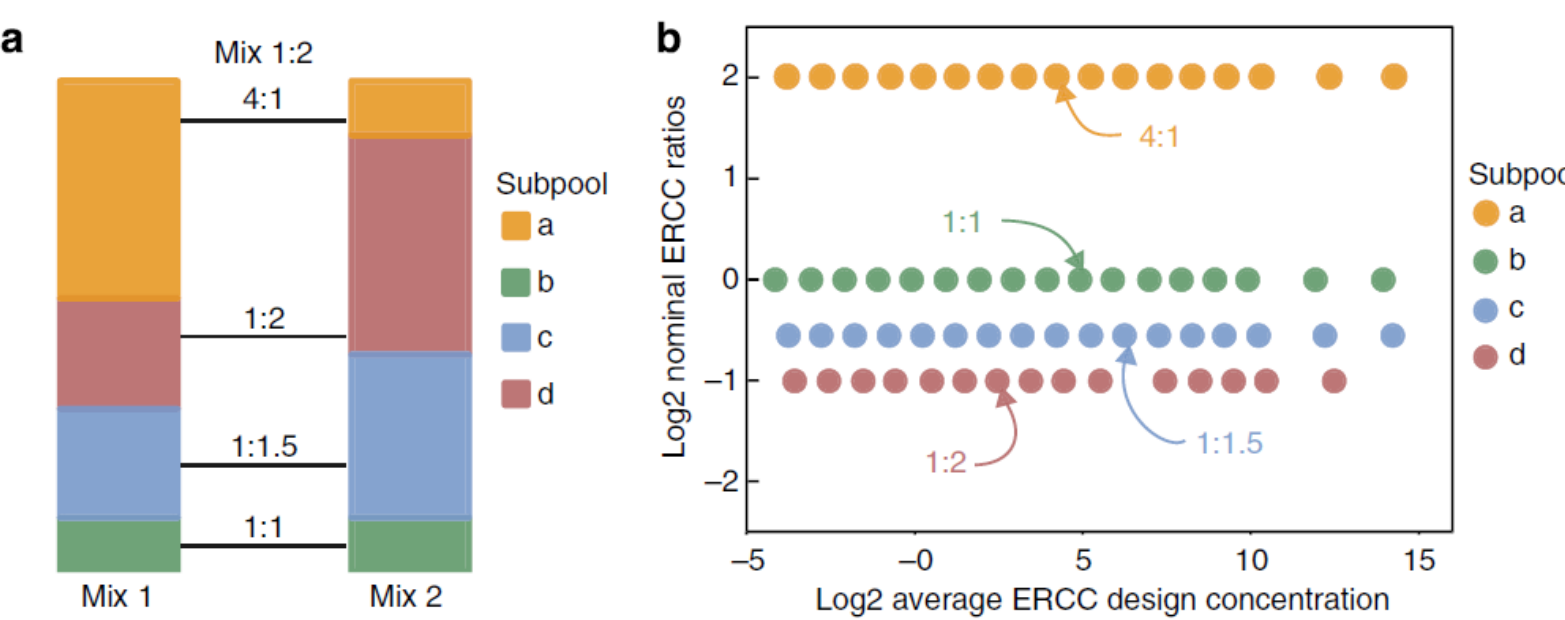 a
Mix 1:2
4:1
1:2
1:1.5
1:1
Mix 1
Mix 2
Subpool
a
b
c
d
b
Log2 nominal ERCC ratios
2
1
0
–1
–2
4:1
1:1
1:2
1:1.5
–5
–0
5
10
15
Log2 average ERCC design concentration
Subpoo
a
b
c
d